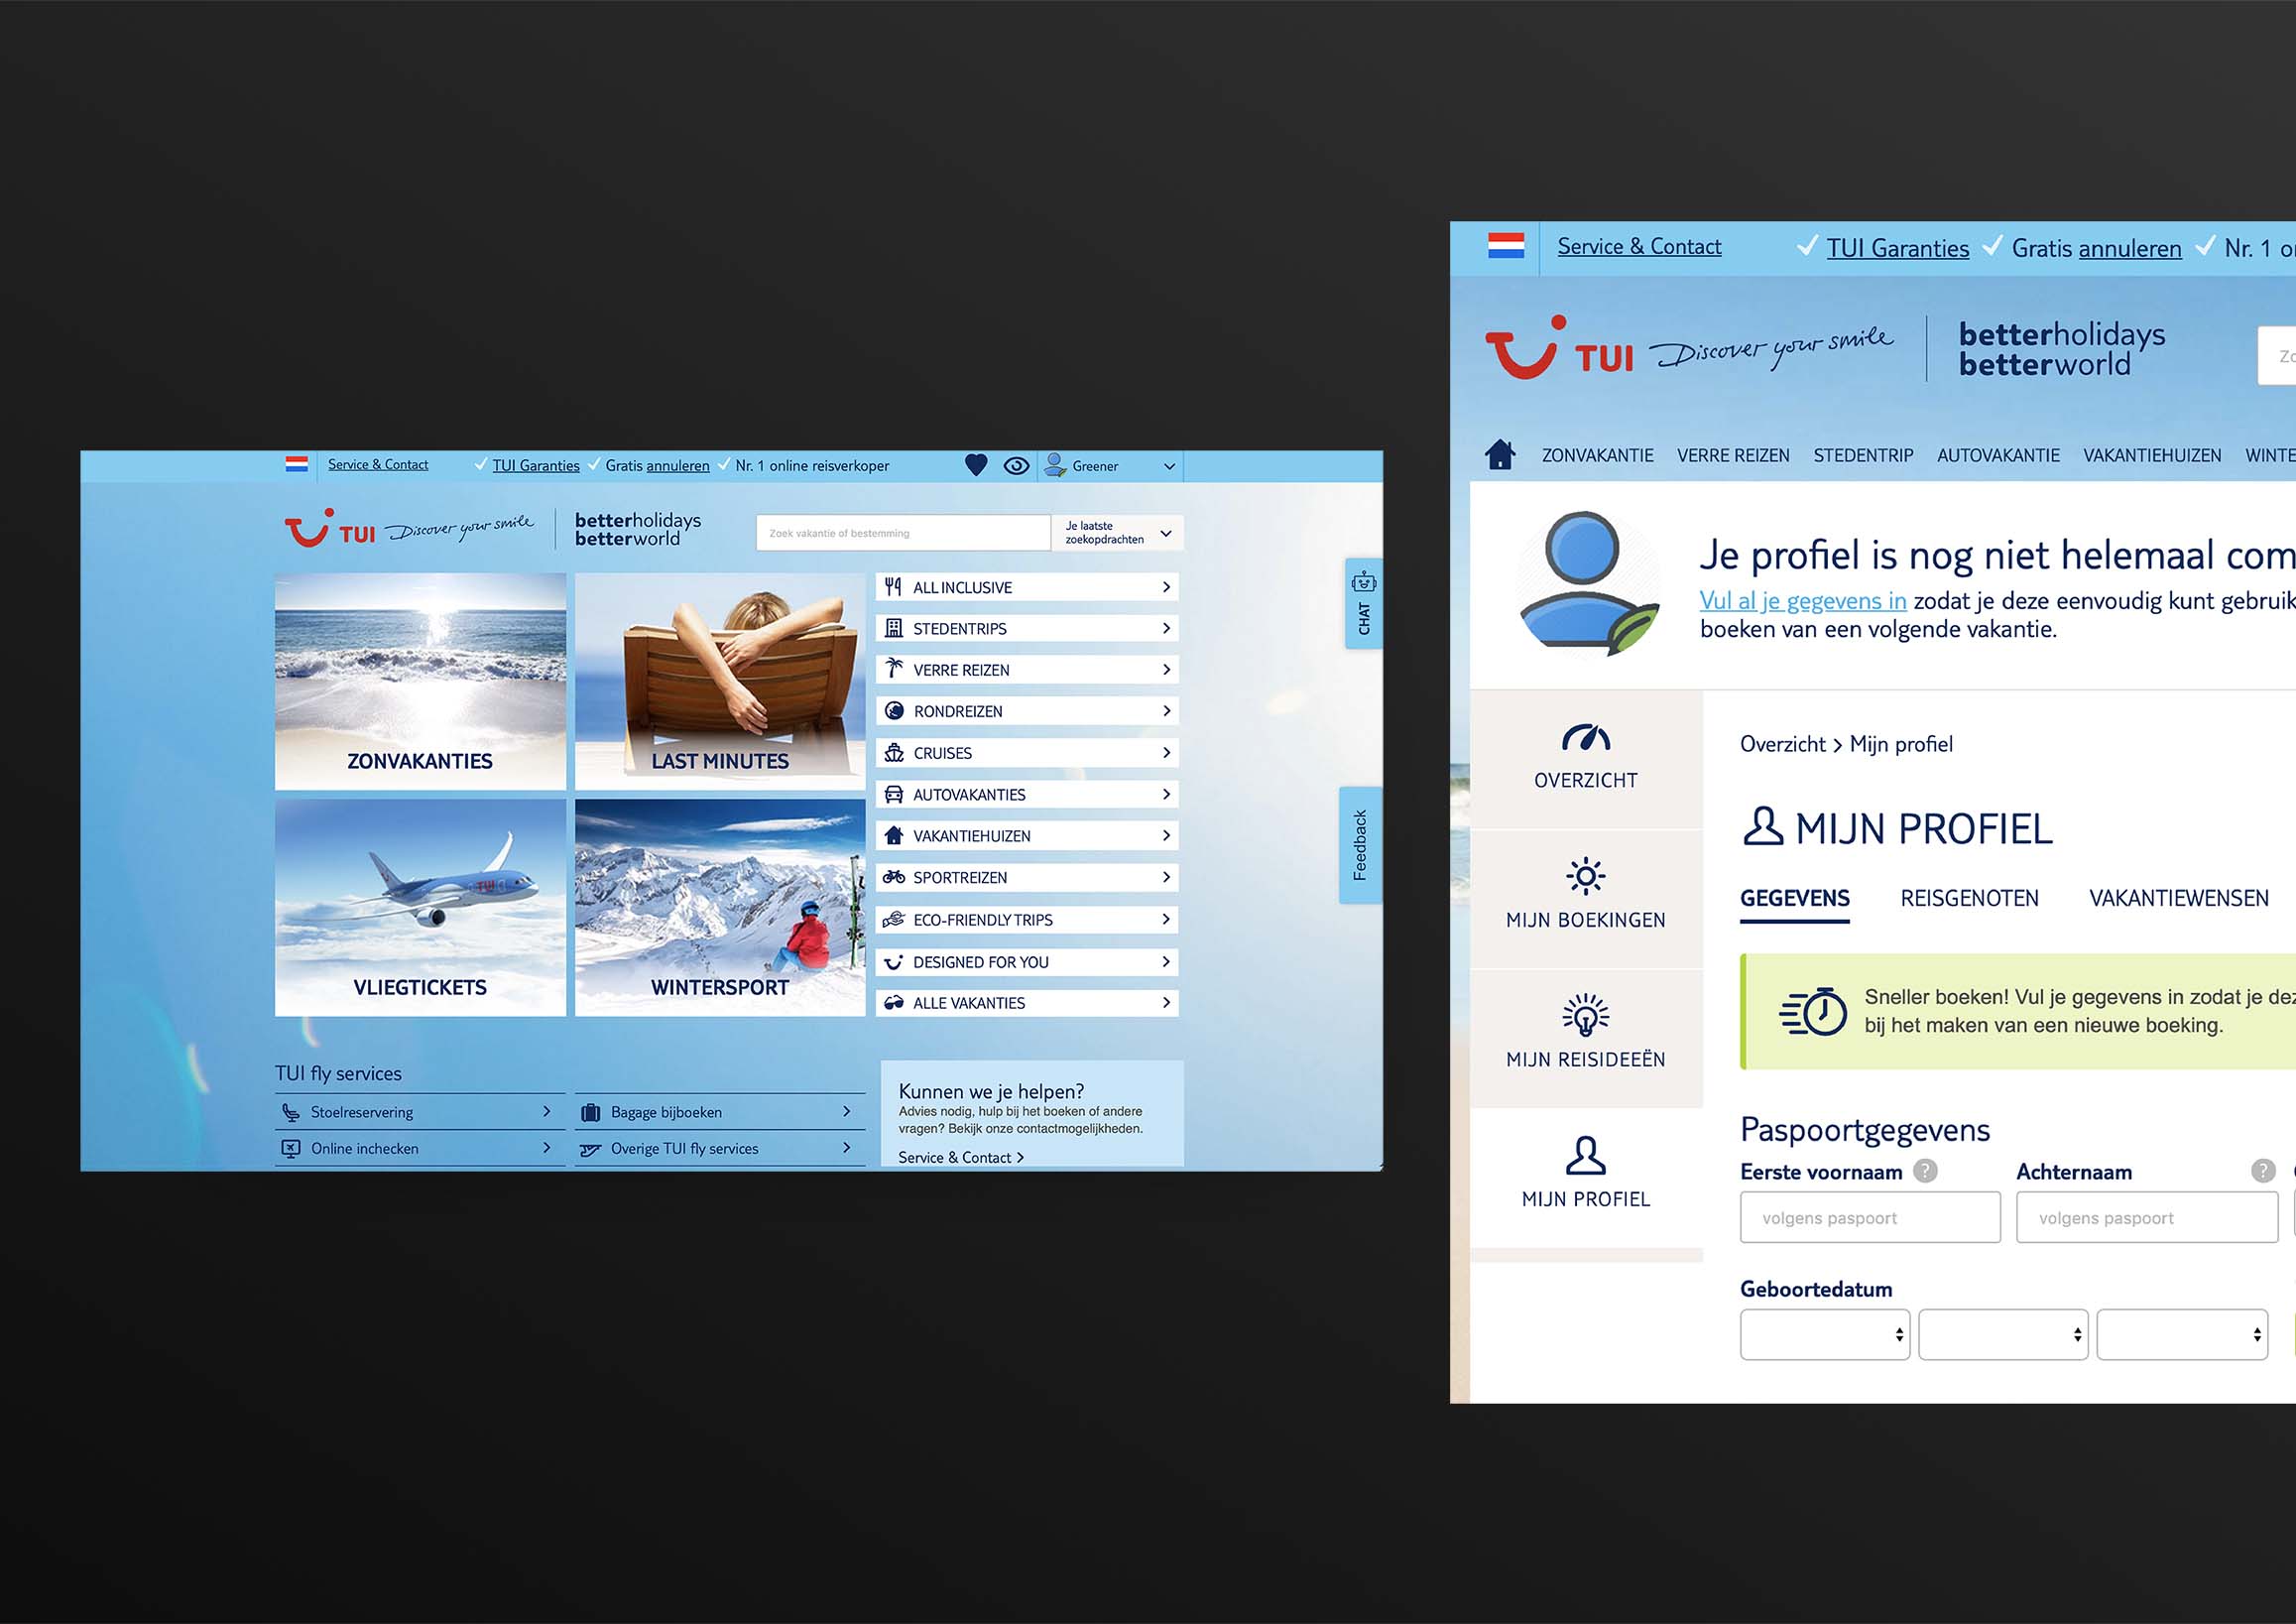 Service & Contact
TUI Garanties
Gratis annuleren
Nr. 1 online reisverkoper
Greener
TUI Discover your smile
betterholidays
betterworld
Zoek vakantie of bestemming
Je laatste
zoekopdrachten
ZONVAKANTIES
LAST MINUTES
VLIEGTICKETS
TUI
WINTERSPORT
ALL INCLUSIVE
STEDENTRIPS
VERRE REIZEN
RONDREIZEN
CRUISES
AUTOVAKANTIES
VAKANTIEHUIZEN
SPORTREIZEN
ECO-FRIENDLY TRIPS
DESIGNED FOR YOU
ALLE VAKANTIES
CHAT
Feedback
TUI fly services
Stoelreservering
Bagage bijboeken
Online inchecken
Overige TUI fly services
Kunnen we je helpen?
Advies nodig, hulp bij het boeken of andere
vragen? Bekijk onze contactmogelijkheden.
Service & Contact
Service & Contact
TUI Garanties
Gratis annuleren
Nr. 1
TUI Discover your smile
betterholidays
betterworld
ZONVAKANTIE VERRE REIZEN STEDENTRIP AUTOVAKANTIE VAKANTIEHUIZEN WINTE
Je profiel is nog niet helemaal com
Vul al je gegevens in zodat je deze eenvoudig kunt gebruik
boeken van een volgende vakantie.
OVERZICHT
MIJN BOEKINGEN
MIJN REISIDEEËN
MIJN PROFIEL
Overzicht > Mijn profiel
MIJN PROFIEL
GEGEVENS REISGENOTEN VAKANTIEWENSEN
Sneller boeken! Vul je gegevens in zodat je dez
bij het maken van een nieuwe boeking.
Paspoortgegevens
Eerste voornaam ? Achternaam ?
volgens paspoort volgens paspoort
Geboortedatum